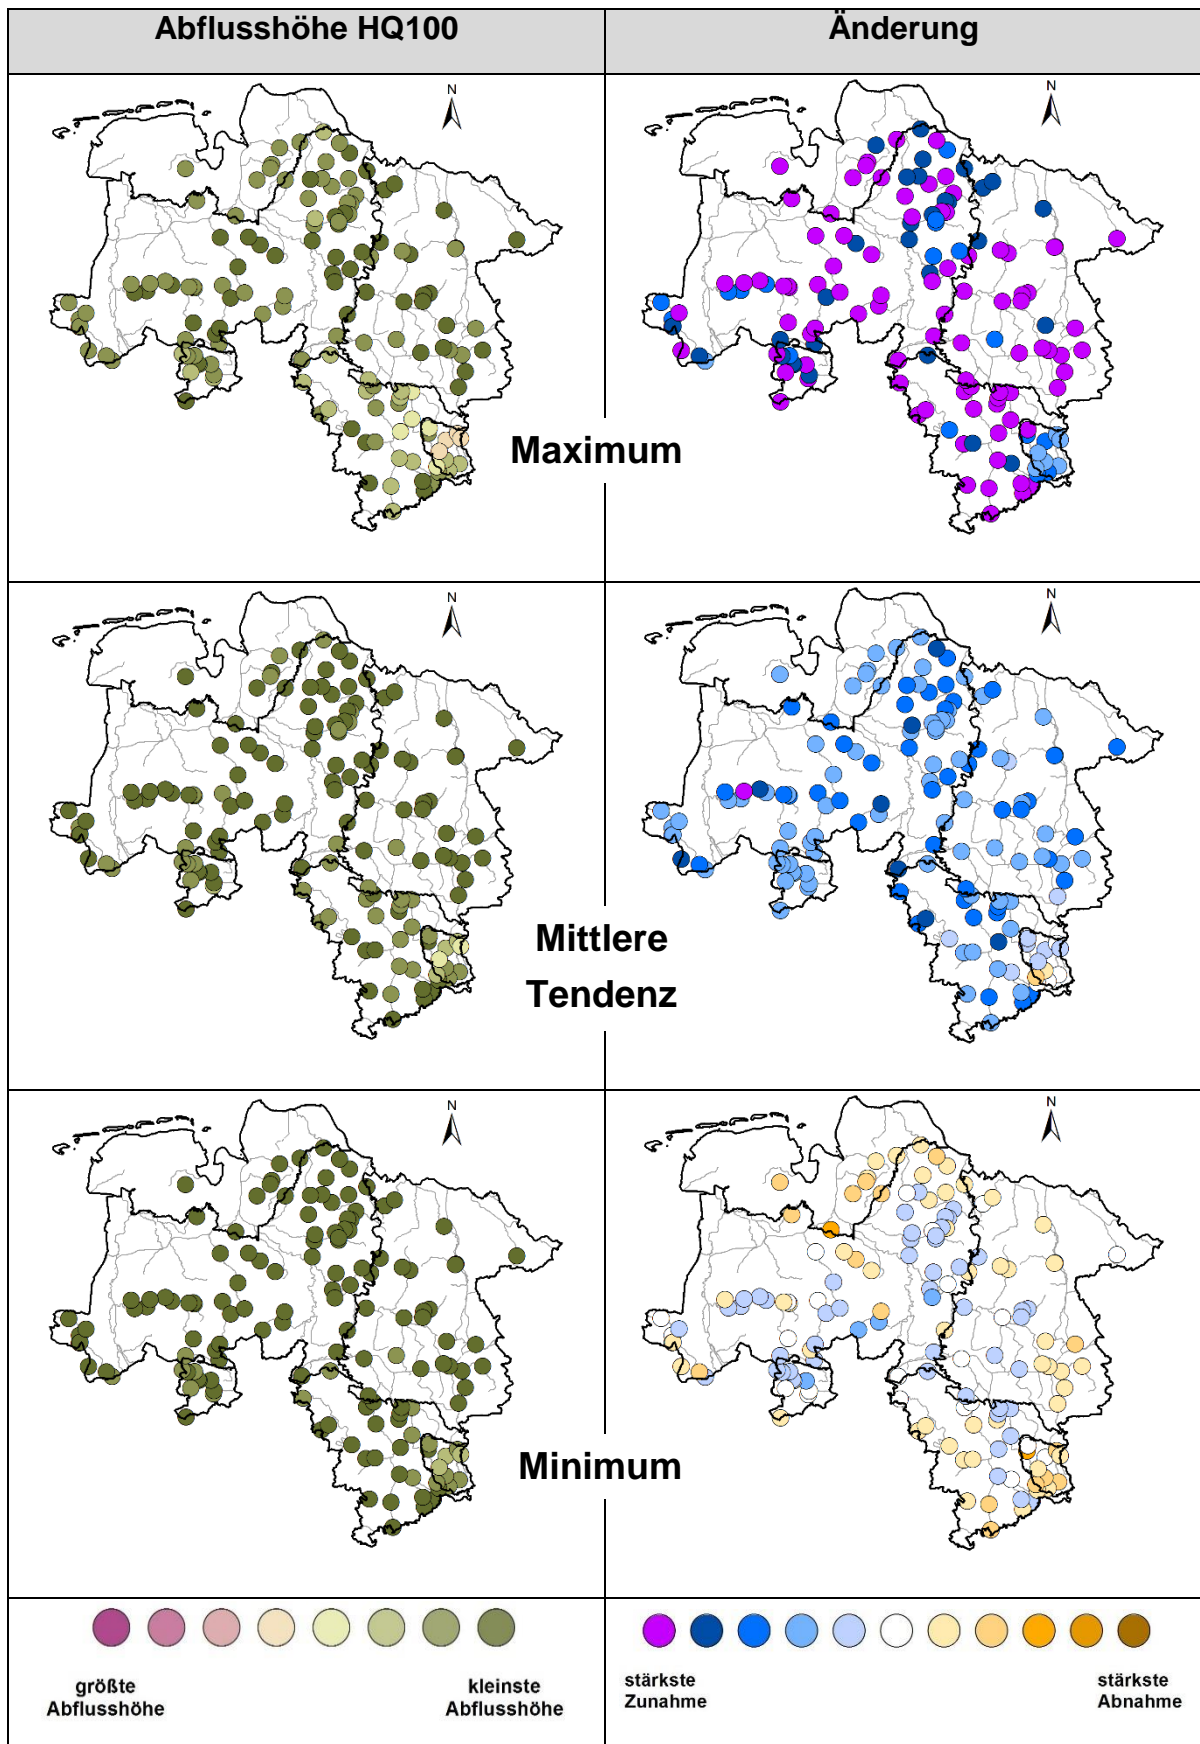 Abflusshöhe HQ100
Änderung
N
N
Maximum
N
N
Mittlere
Tendenz
N
N
Minimum
größte
Abflusshöhe
kleinste
Abflusshöhe
stärkste
Zunahme
stärkste
Abnahme